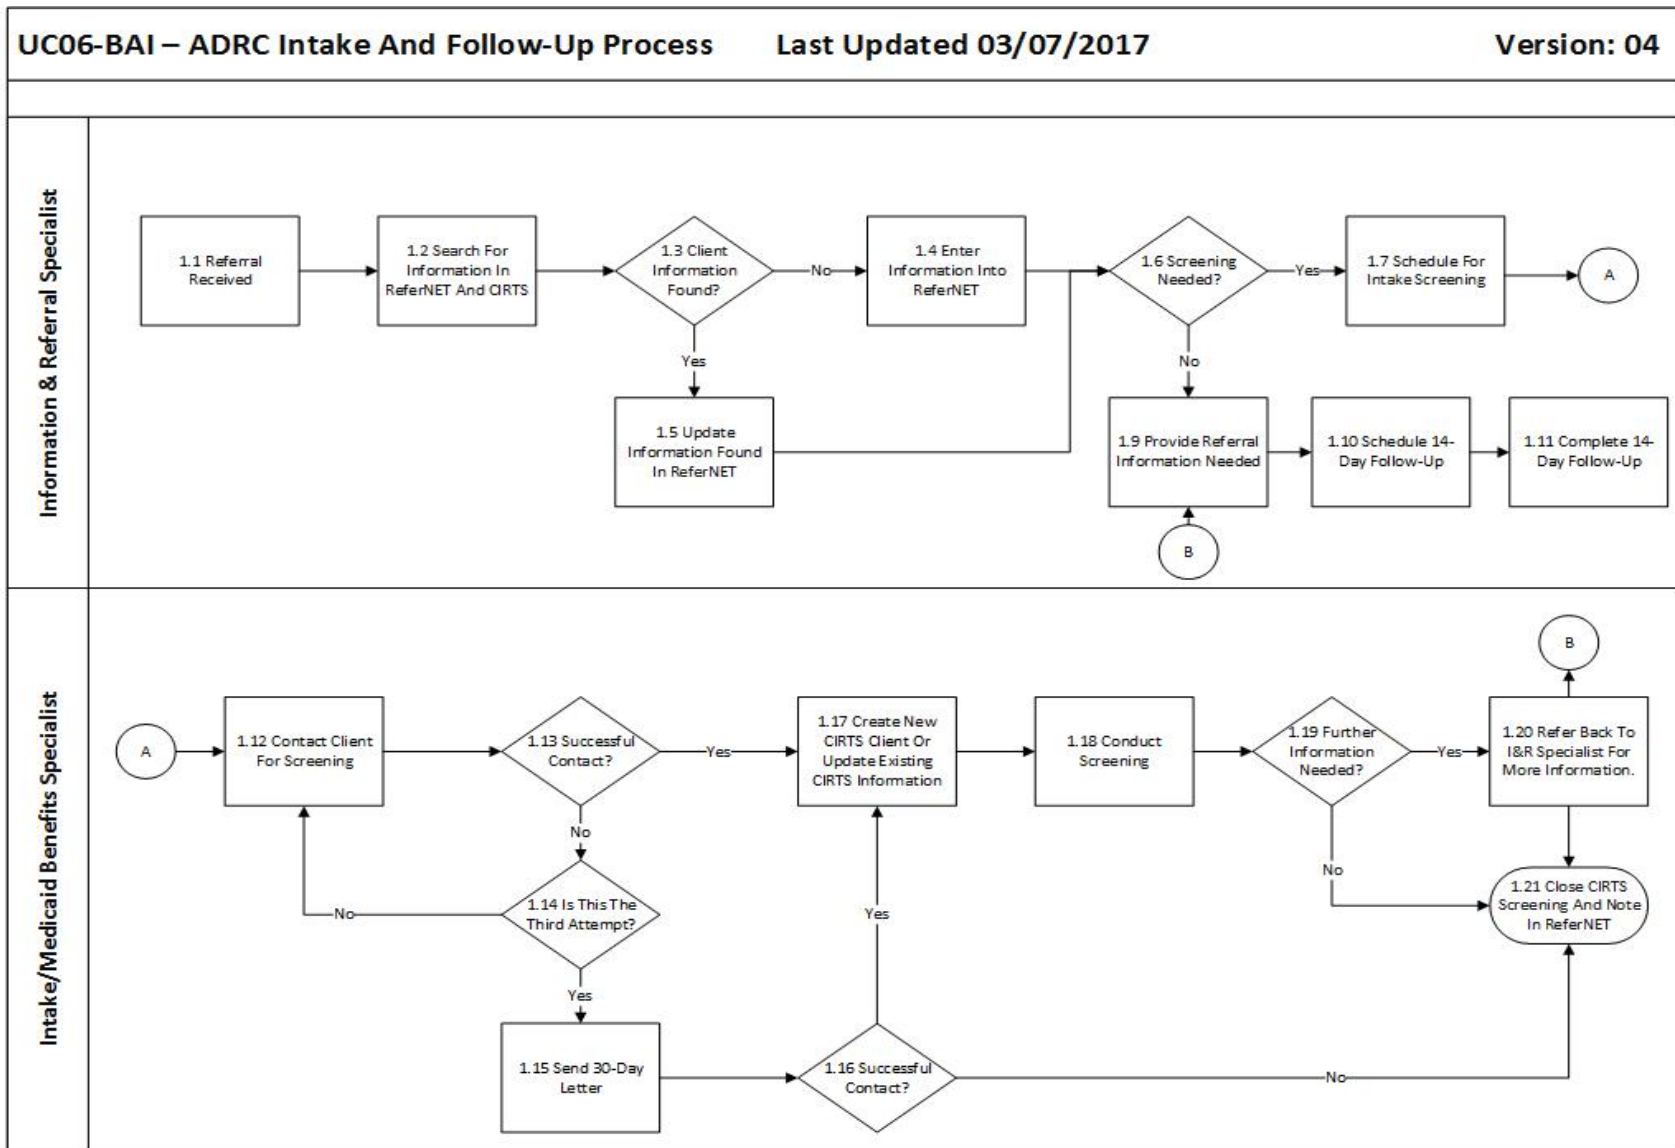 UC06-BAI – ADRC Intake And Follow-Up Process Last Updated 03/07/2017 Version: 04
Information & Referral Specialist
1.1 Referral
Received
1.2 Search For
Information In
ReferNET And CIRTS
1.3 Client
Information
Found?
No
1.4 Enter
Information Into
ReferNET
1.6 Screening
Needed?
Yes
1.7 Schedule For
Intake Screening
A
Yes
No
1.5 Update
Information Found
In ReferNET
1.9 Provide Referral
Information Needed
1.10 Schedule 14-
Day Follow-Up
1.11 Complete 14-
Day Follow-Up
B
Intake/Medicaid Benefits Specialist
B
A
1.12 Contact Client
For Screening
1.13 Successful
Contact?
Yes
1.17 Create New
CIRTS Client Or
Update Existing
CIRTS Information
1.18 Conduct
Screening
1.19 Further
Information
Needed?
Yes
1.20 Refer Back To
I&R Specialist For
More Information.
No
No
1.14 Is This The
Third Attempt?
No
Yes
1.21 Close CIRTS
Screening And Note
In ReferNET
Yes
1.15 Send 30-Day
Letter
1.16 Successful
Contact?
No